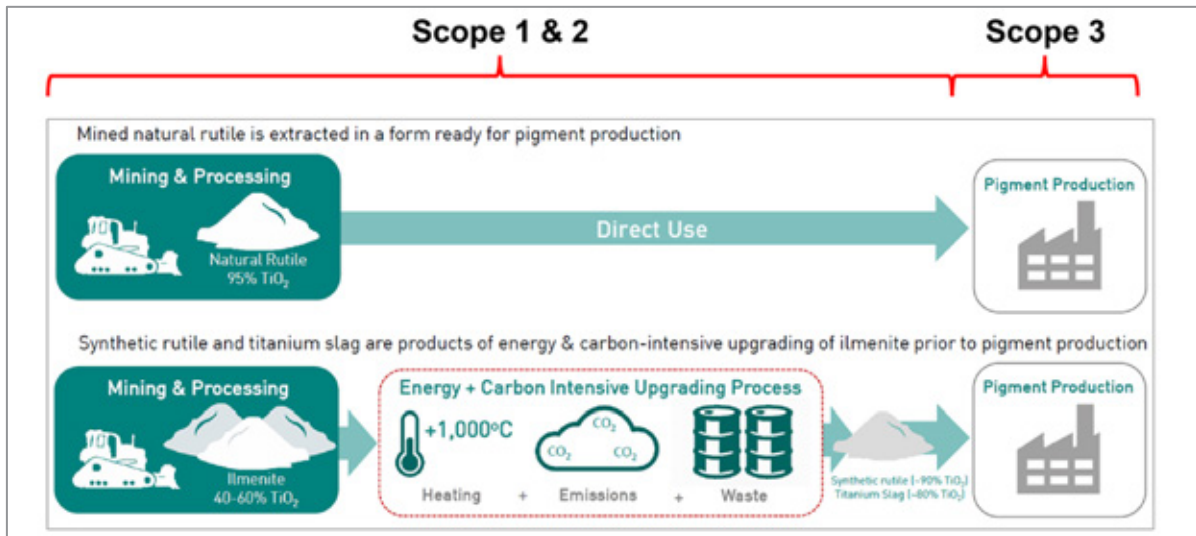 Scope 1 & 2
Scope 3
Mined natural rutile is extracted in a form ready for pigment production
Mining & Processing
Natural Rutile
95% TiO₂
Direct Use
Pigment Production
Synthetic rutile and titanium slag are products of energy & carbon-intensive upgrading of ilmenite prior to pigment production
Mining & Processing
Ilmenite
40-60% TiO₂
Energy + Carbon Intensive Upgrading Process
+1,000ºC
CO₂
CO₂ CO₂
Heating + Emissions + Waste
Synthetic rutile (~90% TiO₂)
Titanium Slag (~80% TiO₂)
Pigment Production